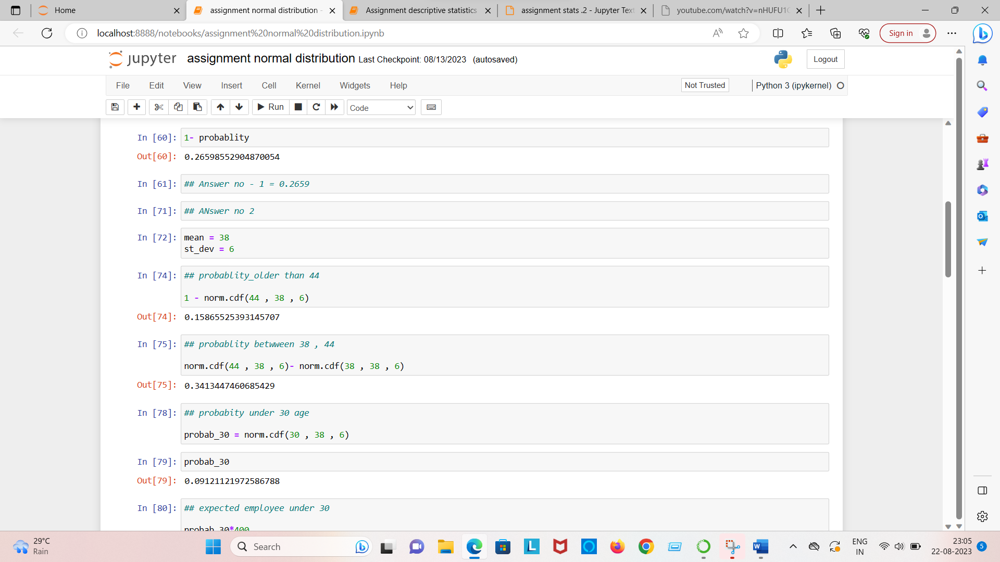 Home
assignment normal distribution -
Assignment descriptive statistics
assignment stats .2 - Jupyter Text
youtube.com/watch?v=nHUFU1C
localhost:8888/notebooks/assignment%20normal%20distribution.ipynb
Sign in
jupyter assignment normal distribution Last Checkpoint: 08/13/2023 (autosaved)
Logout
File Edit View Insert Cell Kernel Widgets Help
Not Trusted
Python 3 (ipykernel)
Run
Code
In [60]: 1- probablity
Out[60]: 0.26598552904870054
In [61]: ## Answer no - 1 = 0.2659
In [71]: ## ANswer no 2
In [72]: mean = 38
st_dev = 6
In [74]: ## probablity_older than 44
1 - norm.cdf(44 , 38 , 6)
Out[74]: 0.15865525393145707
In [75]: ## probablity betwween 38 , 44
norm.cdf(44 , 38 , 6)- norm.cdf(38 , 38 , 6)
Out[75]: 0.3413447460685429
In [78]: ## probabity under 30 age
probab_30 = norm.cdf(30 , 38 , 6)
In [79]: probab_30
Out[79]: 0.09121121972586788
In [80]: ## expected employee under 30
probab_30*400
29°C
Rain
Search
ENG
IN
23:05
22-08-2023
5